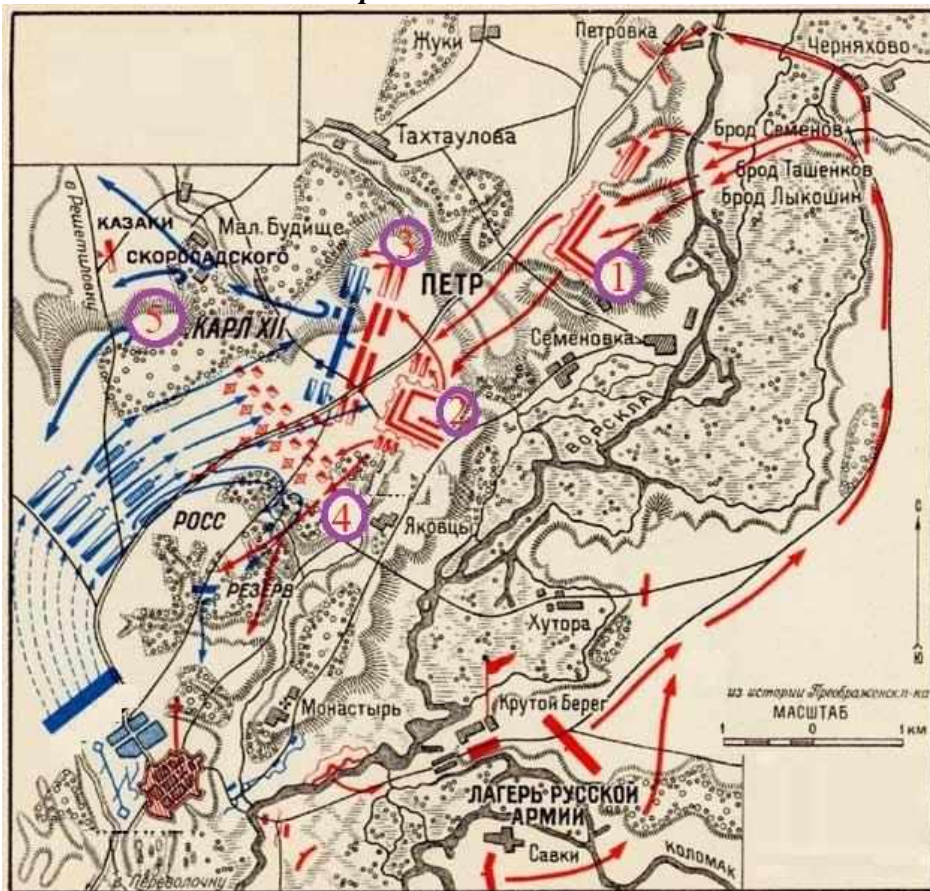 Жуки
Петровка
Черняхово
Тахтаулова
Брод Семенов
Брод Ташенков
Брод Лыкошин
в Решетиловку
КАЗАКИ
СКОРОПАДСКОГО
Мал. Будище
3
ПЕТР
1
5
КАРЛ XII
Семеновка
2
ВОРСКЛА
4
РОСС
Яковцы
РЕЗЕРВ
С
Хутора
Ю
Монастырь
Крутой Берег
из истории Преображенск-п-ка
МАСШТАБ
1 0 1 км
ЛАГЕРЬ РУССКОЙ
АРМИИ
Савки
КОЛОМАК
в Переволочну